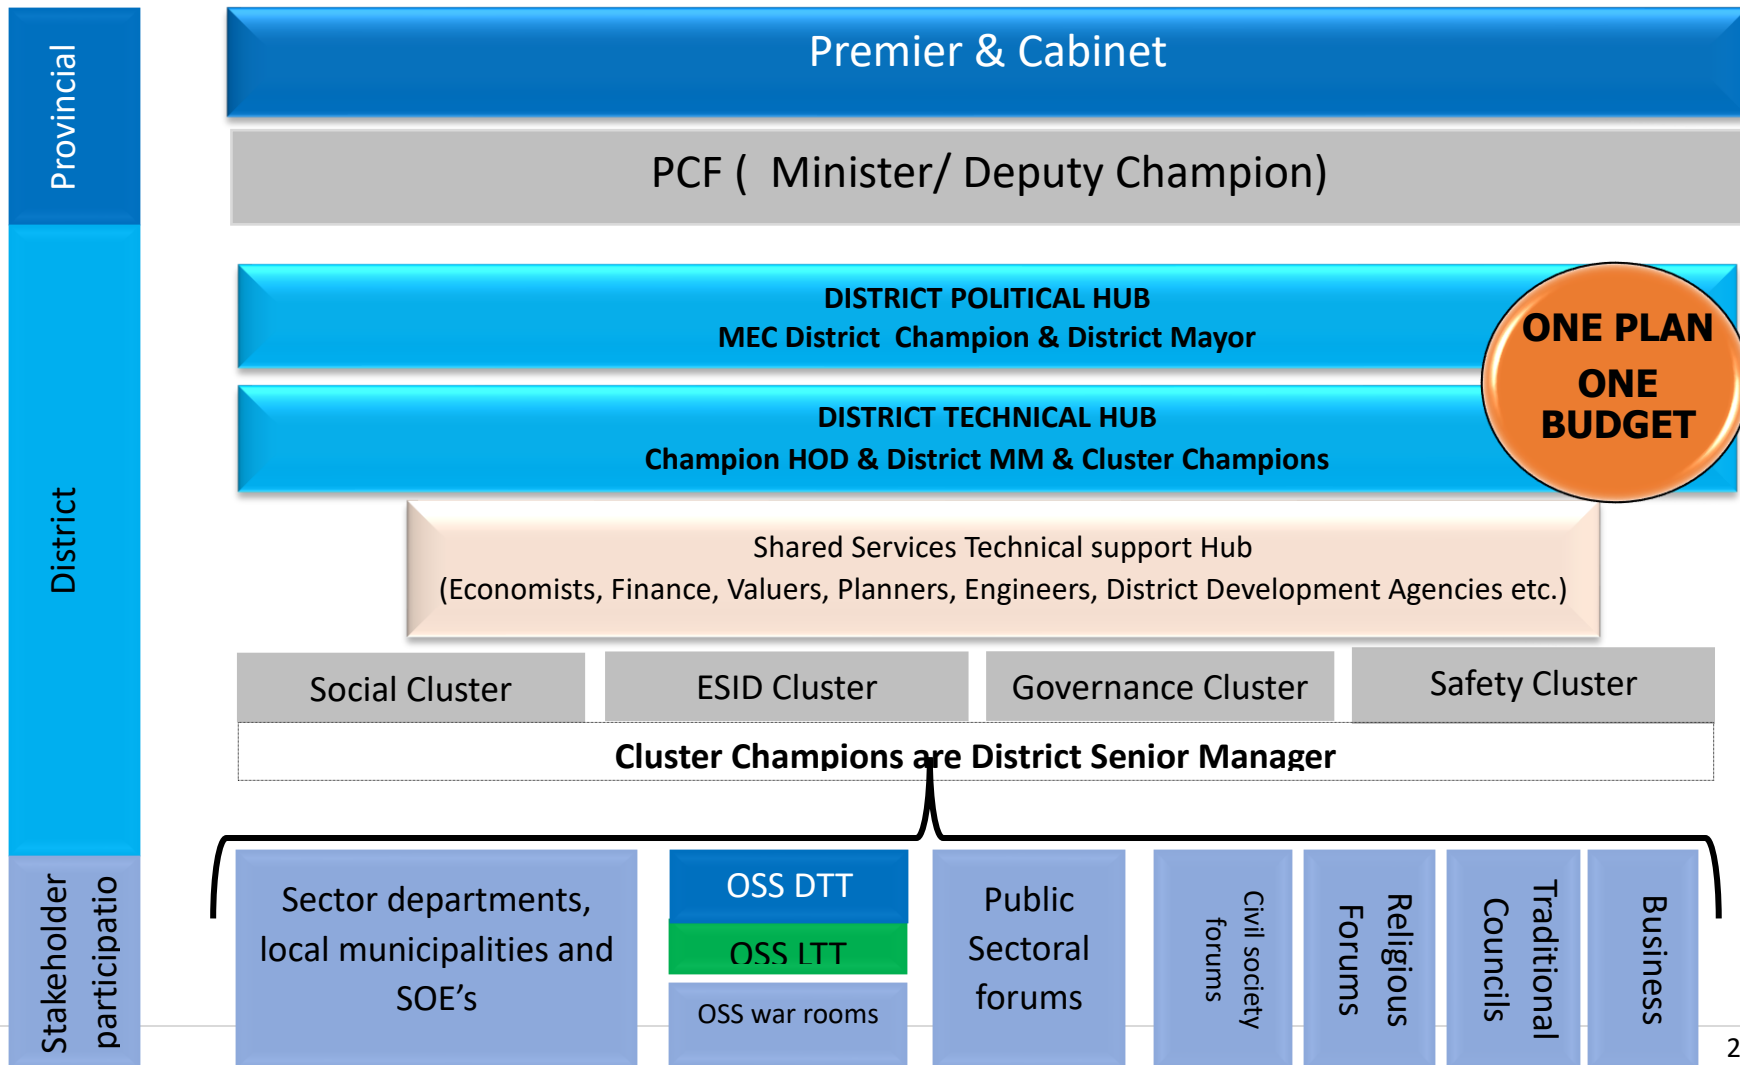 Provincial
Premier & Cabinet
PCF (  Minister/ Deputy Champion)
District
DISTRICT POLITICAL HUB
MEC District  Champion & District Mayor
ONE PLAN
ONE
BUDGET
DISTRICT TECHNICAL HUB
Champion HOD & District MM & Cluster Champions
Shared Services Technical support Hub
(Economists, Finance, Valuers, Planners, Engineers, District Development Agencies etc.)
Social Cluster
ESID Cluster
Governance Cluster
Safety Cluster
Cluster Champions are District Senior Manager
Stakeholder
participatio
Sector departments,
local municipalities and
SOE's
OSS DTT
OSS LTT
OSS war rooms
Public
Sectoral
forums
Civil society
forums
Religious
Forums
Traditional
Councils
Business
2